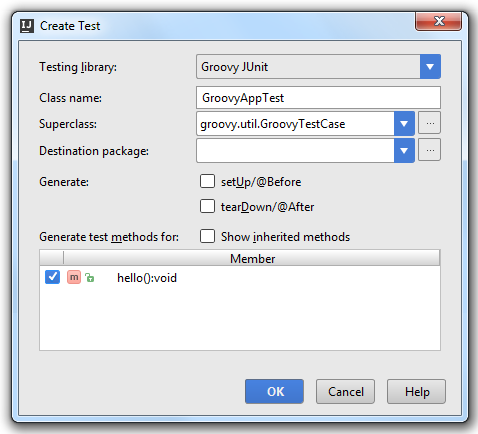 IJ Create Test
Testing library: Groovy JUnit
Class name: GroovyAppTest
Superclass: groovy.util.GroovyTestCase ...
Destination package: ...
Generate: setUp/@Before
tearDown/@After
Generate test methods for: Show inherited methods
Member
m hello():void
OK Cancel Help